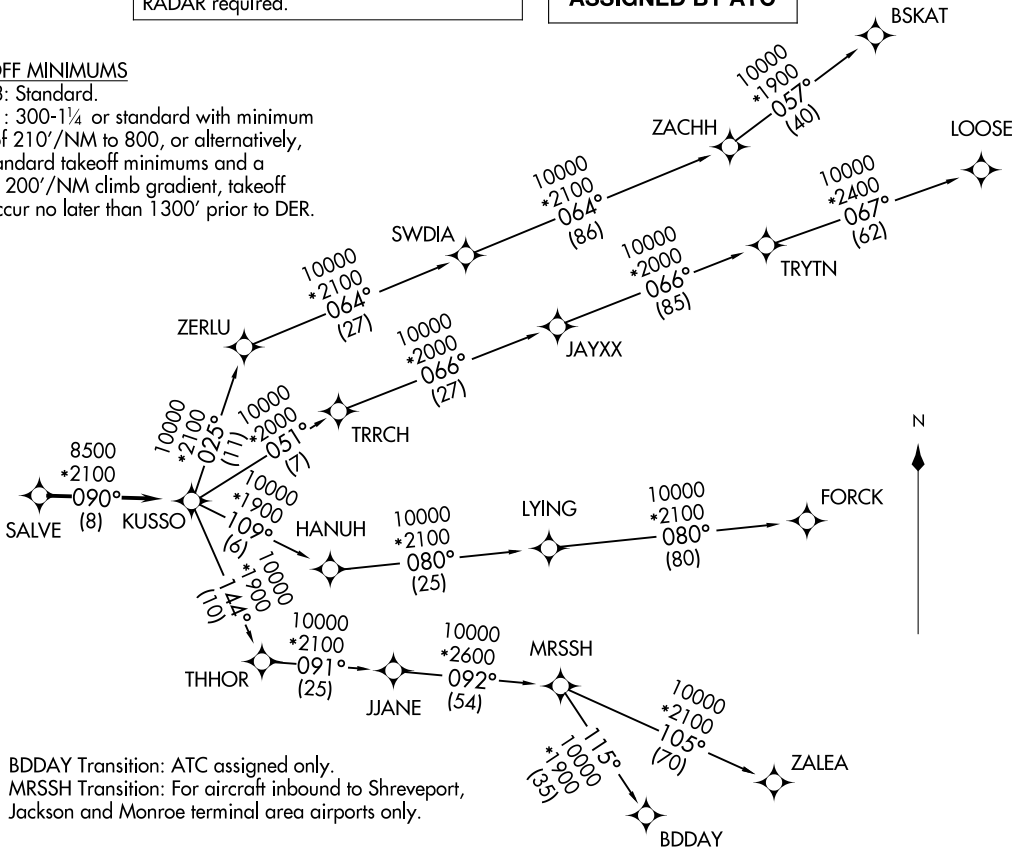 RADAR required.
ASSIGNED BY ATC
OFF MINIMUMS
3: Standard.
: 300-1¼ or standard with minimum
of 210'/NM to 800, or alternatively,
andard takeoff minimums and a
200'/NM climb gradient, takeoff
ccur no later than 1300' prior to DER.
BSKAT
10000
*1900
057°
(40)
ZACHH
LOOSE
10000
*2400
067°
(62)
10000
*2100
064°
(86)
SWDIA
10000
*2000
066°
(85)
TRYTN
10000
*2100
064°
(27)
ZERLU
10000
*2000
066°
(27)
JAYXX
10000
*2100
025°
(11)
10000
*2000
051°
(7)
TRRCH
N
8500
*2100
090°
(8)
SALVE
KUSSO
10000
*1900
109°
(6)
HANUH
10000
*2100
080°
(25)
LYING
10000
*2100
080°
(80)
FORCK
10000
*1900
144°
(10)
THHOR
10000
*2100
091°
(25)
JJANE
10000
*2600
092°
(54)
MRSSH
10000
*2100
105°
(70)
ZALEA
115°
10000
*1900
(35)
BDDAY
BDDAY Transition: ATC assigned only.
MRSSH Transition: For aircraft inbound to Shreveport,
Jackson and Monroe terminal area airports only.